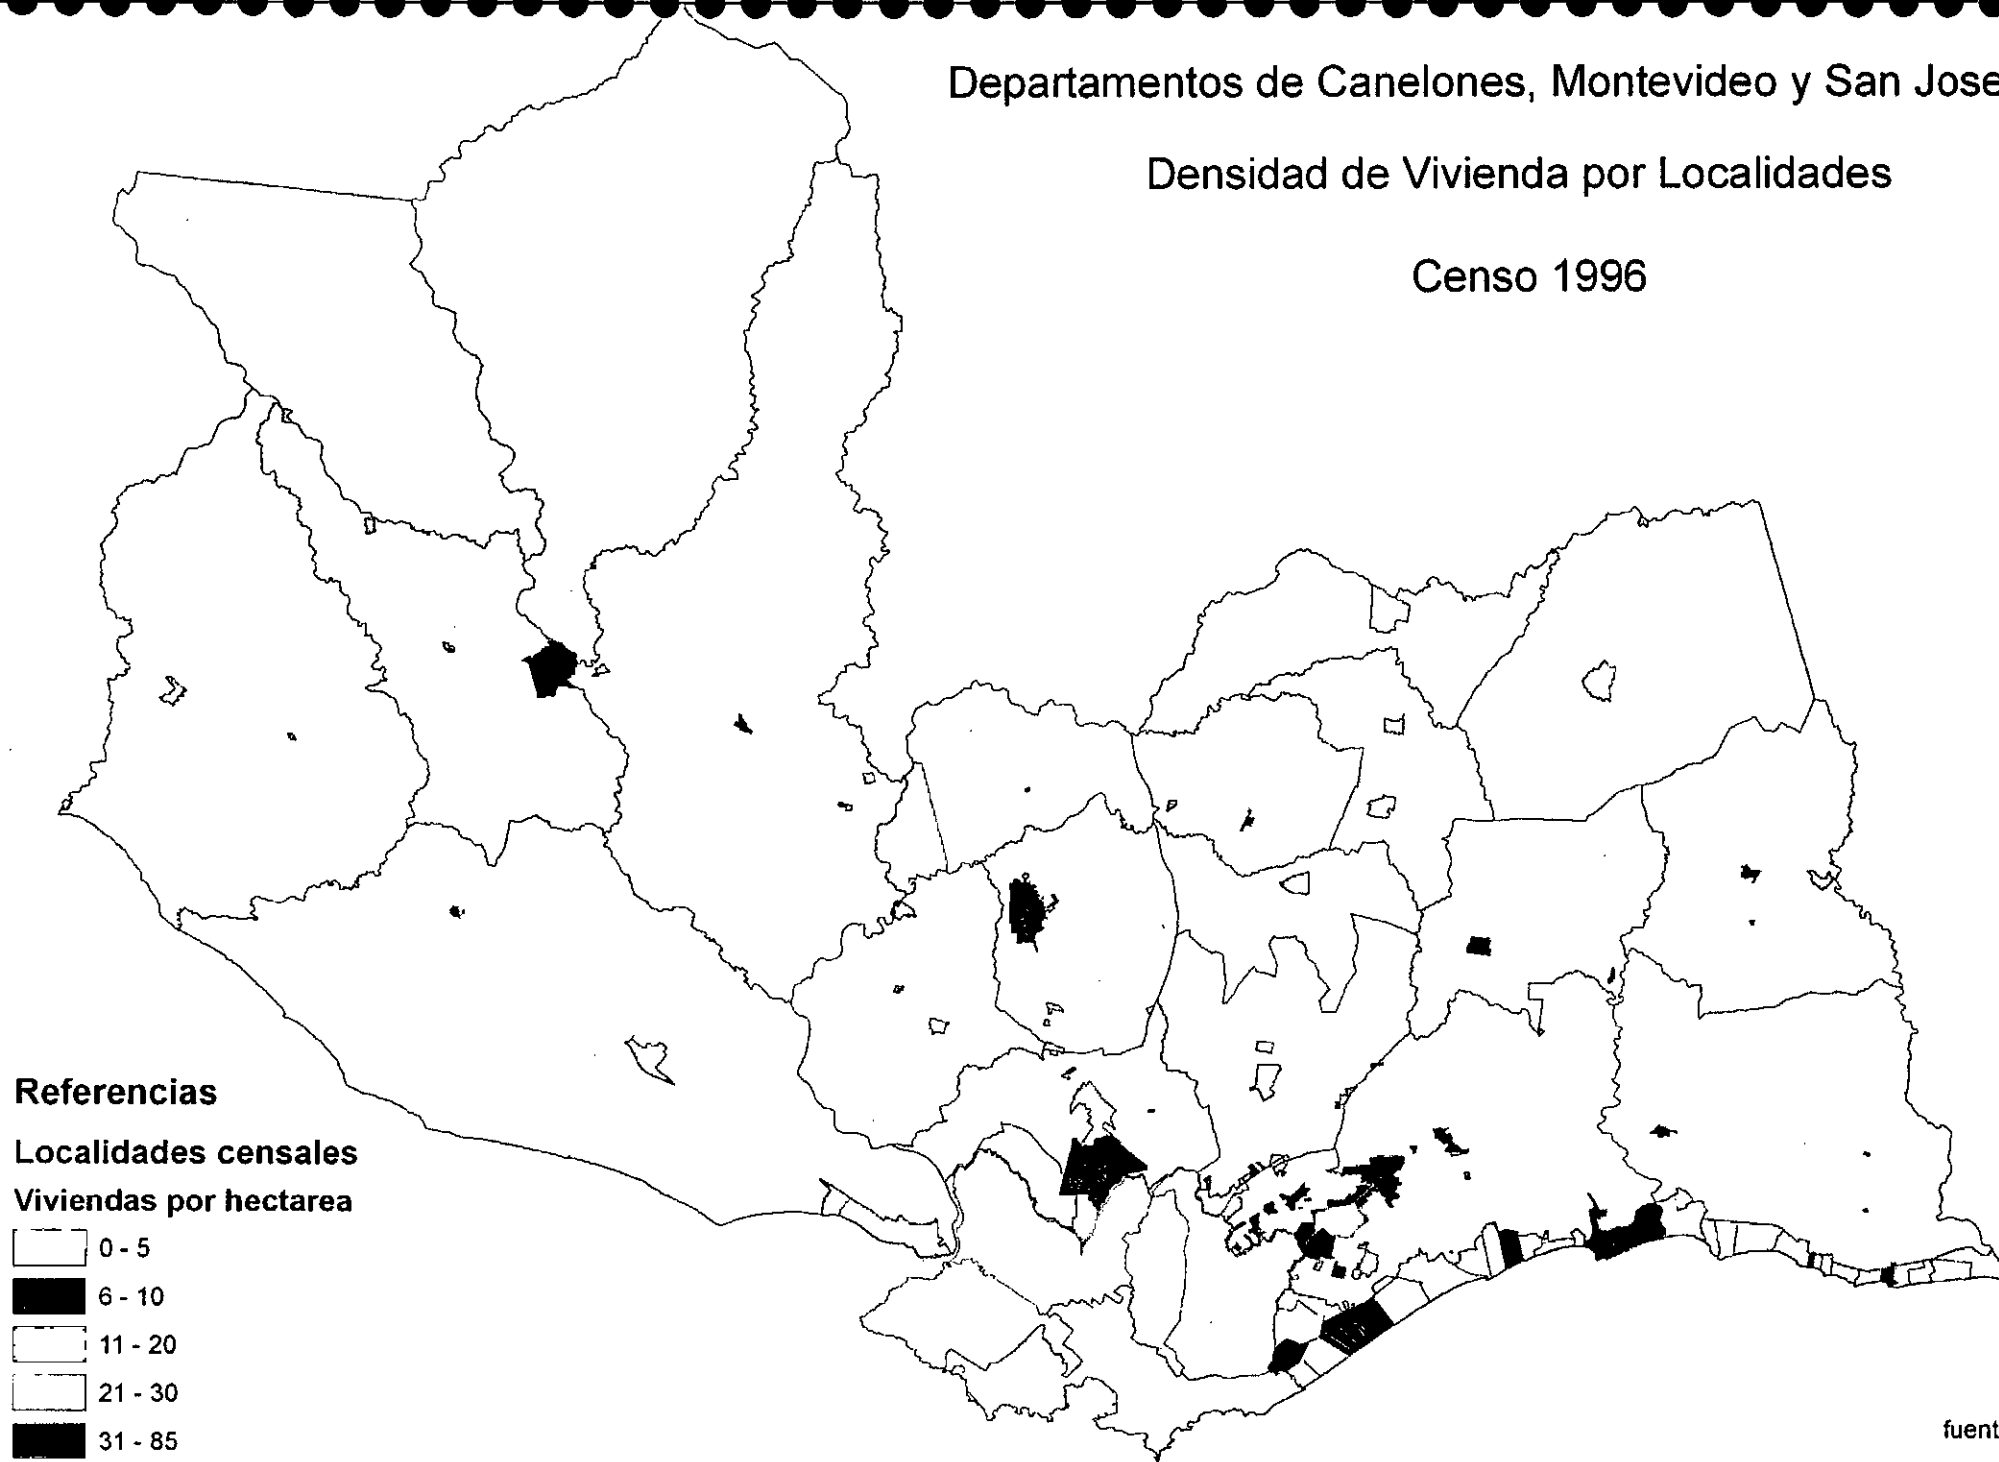 Departamentos de Canelones, Montevideo y San Jose
Densidad de Vivienda por Localidades
Censo 1996
Referencias
Localidades censales
Viviendas por hectarea
0 - 5
6 - 10
11 - 20
21 - 30
31 - 85
fuent